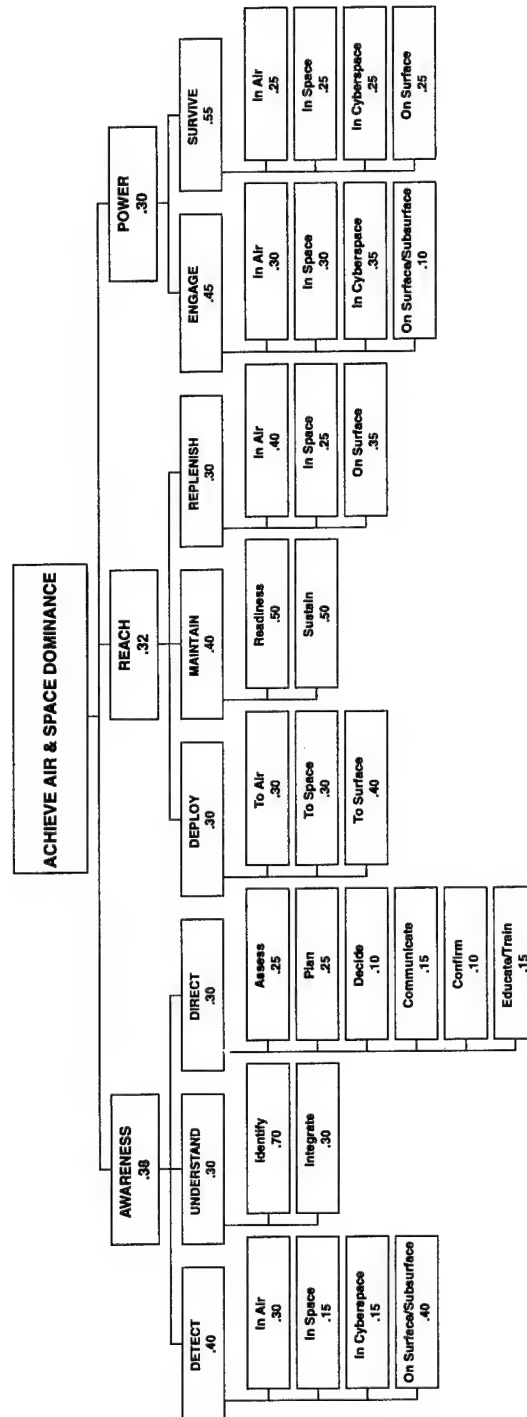 ACHIEVE AIR & SPACE DOMINANCE
AWARENESS
.38
REACH
.32
POWER
.30
DETECT
.40
UNDERSTAND
.30
DIRECT
.30
DEPLOY
.30
MAINTAIN
.40
REPLENISH
.30
ENGAGE
.45
SURVIVE
.55
In Air
.30
In Space
.15
In Cyberspace
.15
On Surface/Subsurface
.40
Identify
.70
Integrate
.30
Assess
.25
Plan
.25
Decide
.10
Communicate
.15
Confirm
.10
Educate/Train
.15
To Air
.30
To Space
.30
To Surface
.40
Readiness
.50
Sustain
.50
In Air
.40
In Space
.25
On Surface
.35
In Air
.30
In Space
.30
In Cyberspace
.35
On Surface/Subsurface
.10
In Air
.25
In Space
.25
In Cyberspace
.25
On Surface
.25